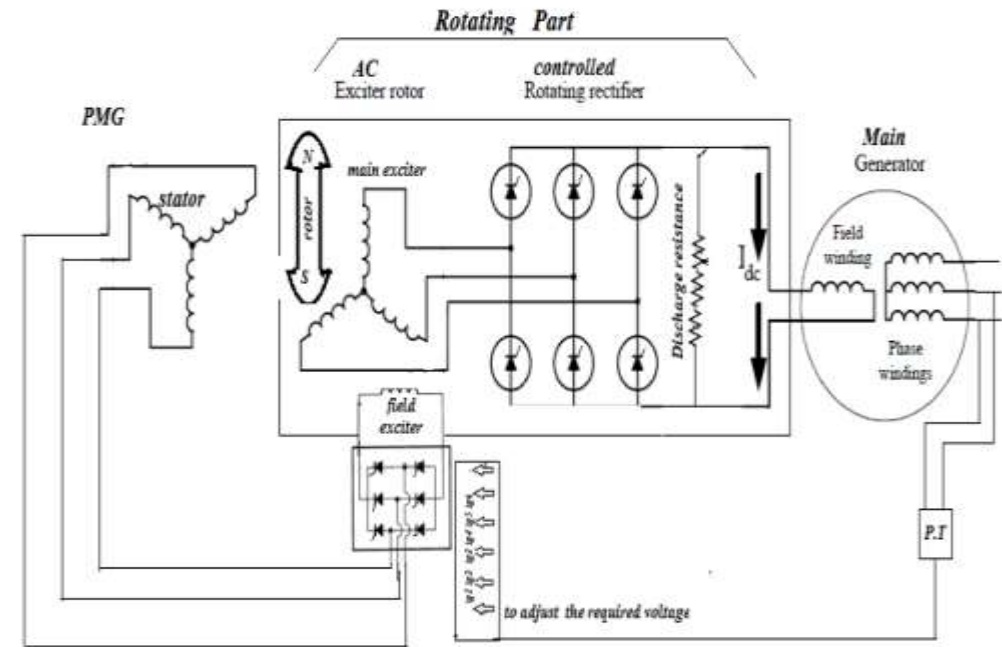 Rotating Part
AC
Exciter rotor
controlled
Rotating rectifier
PMG
stator
N
rotor
S
main exciter
Discharge resistance
I
dc
Main
Generator
Field
winding
Phase
windings
field
exciter
P.T
to adjust the required voltage